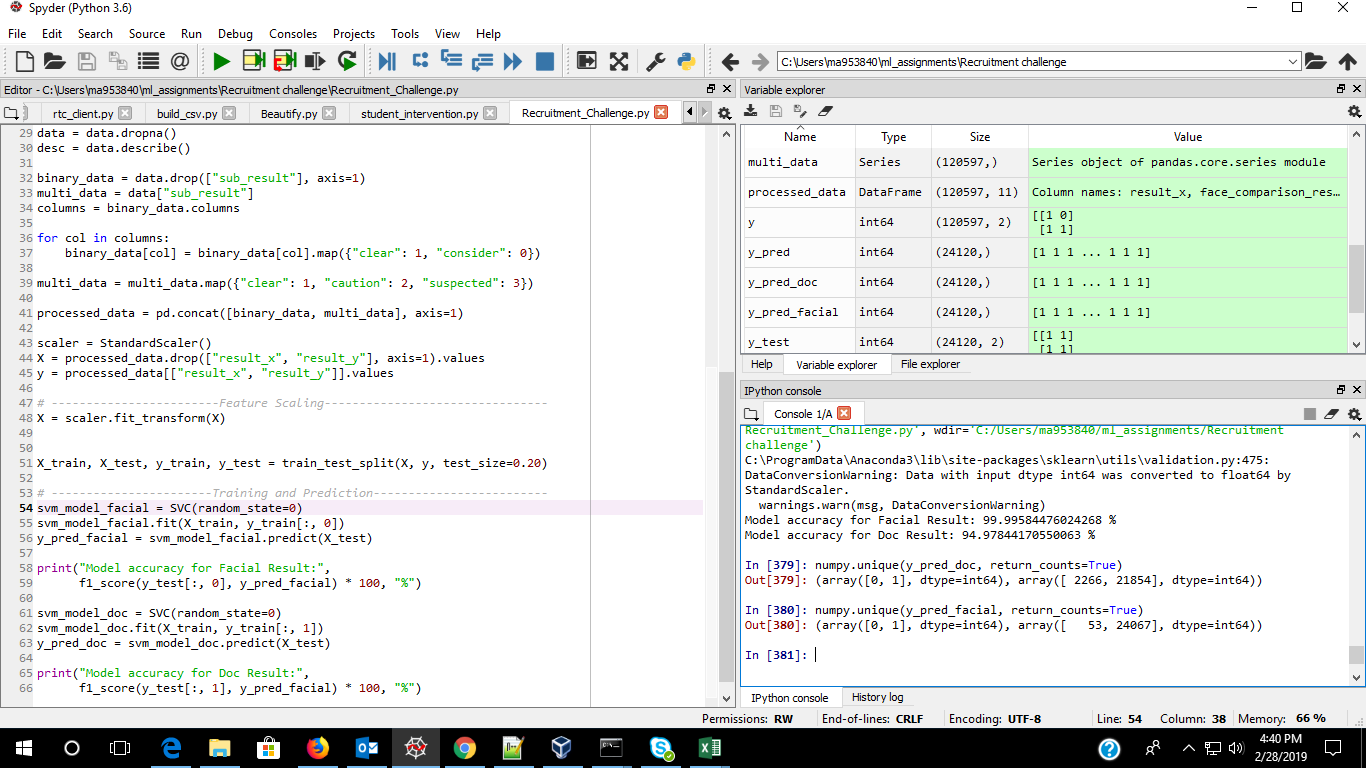 Spyder (Python 3.6)
File Edit Search Source Run Debug Consoles Projects Tools View Help
C:\Users\ma953840\ml_assignments\Recruitment challenge
Editor - C:\Users\ma953840\ml_assignments\Recruitment challenge\Recruitment_Challenge.py
rtc_client.py build_csv.py Beautify.py student_intervention.py Recruitment_Challenge.py
29 data = data.dropna()
30 desc = data.describe()
31
32 binary_data = data.drop(["sub_result"], axis=1)
33 multi_data = data["sub_result"]
34 columns = binary_data.columns
35
36 for col in columns:
37     binary_data[col] = binary_data[col].map({"clear": 1, "consider": 0})
38
39 multi_data = multi_data.map({"clear": 1, "caution": 2, "suspected": 3})
40
41 processed_data = pd.concat([binary_data, multi_data], axis=1)
42
43 scaler = StandardScaler()
44 X = processed_data.drop(["result_x", "result_y"], axis=1).values
45 y = processed_data[["result_x", "result_y"]].values
46
47 # -----------------------Feature Scaling-------------------------------
48 X = scaler.fit_transform(X)
49
50
51 X_train, X_test, y_train, y_test = train_test_split(X, y, test_size=0.20)
52
53 # ----------------------Training and Prediction------------------------
54 svm_model_facial = SVC(random_state=0)
55 svm_model_facial.fit(X_train, y_train[:, 0])
56 y_pred_facial = svm_model_facial.predict(X_test)
57
58 print("Model accuracy for Facial Result:",
59       f1_score(y_test[:, 0], y_pred_facial) * 100, "%")
60
61 svm_model_doc = SVC(random_state=0)
62 svm_model_doc.fit(X_train, y_train[:, 1])
63 y_pred_doc = svm_model_doc.predict(X_test)
64
65 print("Model accuracy for Doc Result:",
66       f1_score(y_test[:, 1], y_pred_facial) * 100, "%")
Variable explorer
Name Type Size Value
multi_data Series (120597,) Series object of pandas.core.series module
processed_data DataFrame (120597, 11) Column names: result_x, face_comparison_res…
y int64 (120597, 2) [[1 0]
[1 1]
y_pred int64 (24120,) [1 1 1 ... 1 1 1]
y_pred_doc int64 (24120,) [1 1 1 ... 1 1 1]
y_pred_facial int64 (24120,) [1 1 1 ... 1 1 1]
y_test int64 (24120, 2) [[1 1]
[1 1]
Help Variable explorer File explorer
IPython console
Console 1/A
Recruitment_Challenge.py', wdir='C:/Users/ma953840/ml_assignments/Recruitment
challenge')
C:\ProgramData\Anaconda3\lib\site-packages\sklearn\utils\validation.py:475:
DataConversionWarning: Data with input dtype int64 was converted to float64 by
StandardScaler.
warnings.warn(msg, DataConversionWarning)
Model accuracy for Facial Result: 99.99584476024268 %
Model accuracy for Doc Result: 94.97844170550063 %
In [379]: numpy.unique(y_pred_doc, return_counts=True)
Out[379]: (array([0, 1], dtype=int64), array([ 2266, 21854], dtype=int64))
In [380]: numpy.unique(y_pred_facial, return_counts=True)
Out[380]: (array([0, 1], dtype=int64), array([   53, 24067], dtype=int64))
In [381]:
IPython console History log
Permissions: RW End-of-lines: CRLF Encoding: UTF-8 Line: 54 Column: 38 Memory: 66 %
4:40 PM
2/28/2019